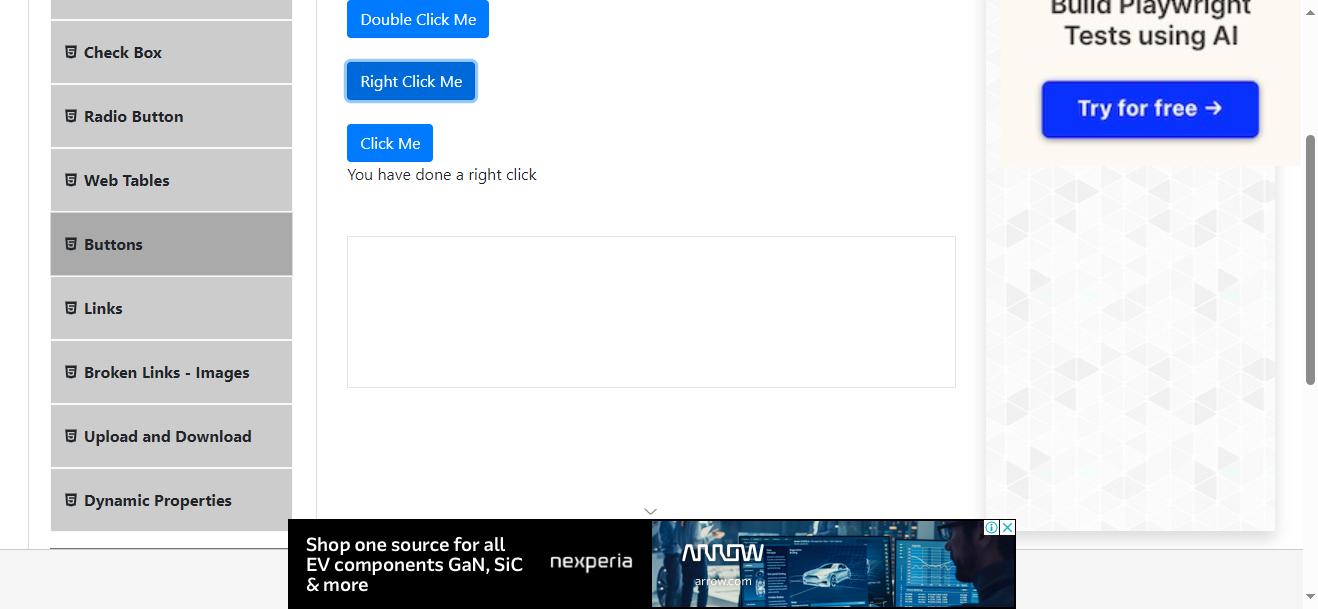 Check Box
Radio Button
Web Tables
Buttons
Links
Broken Links - Images
Upload and Download
Dynamic Properties
Double Click Me
Right Click Me
Click Me
You have done a right click
Build Playwright
Tests using AI
Try for free →
Shop one source for all
EV components GaN, SiC
& more
nexperia
ARROW
arrow.com